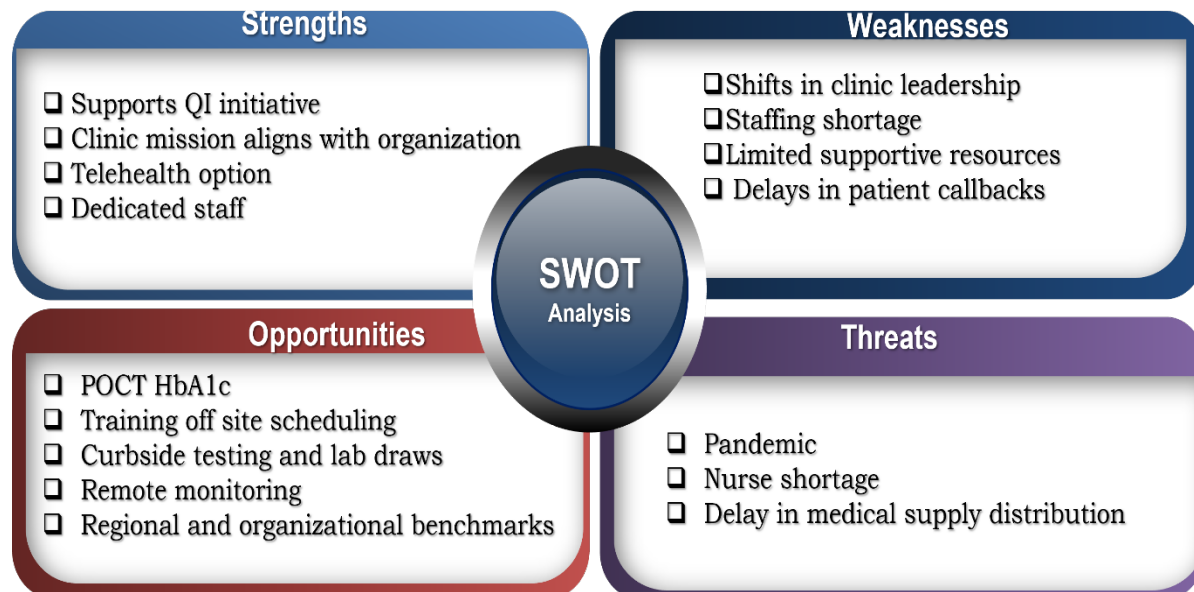 Strengths
❑ Supports QI initiative
❑ Clinic mission aligns with organization
❑ Telehealth option
❑ Dedicated staff
Weaknesses
❑Shifts in clinic leadership
❑Staffing shortage
❑Limited supportive resources
❑ Delays in patient callbacks
SWOT
Analysis
Opportunities
❑ POCT HbA1c
❑ Training off site scheduling
❑ Curbside testing and lab draws
❑ Remote monitoring
❑ Regional and organizational benchmarks
Threats
❑ Pandemic
❑ Nurse shortage
❑ Delay in medical supply distribution